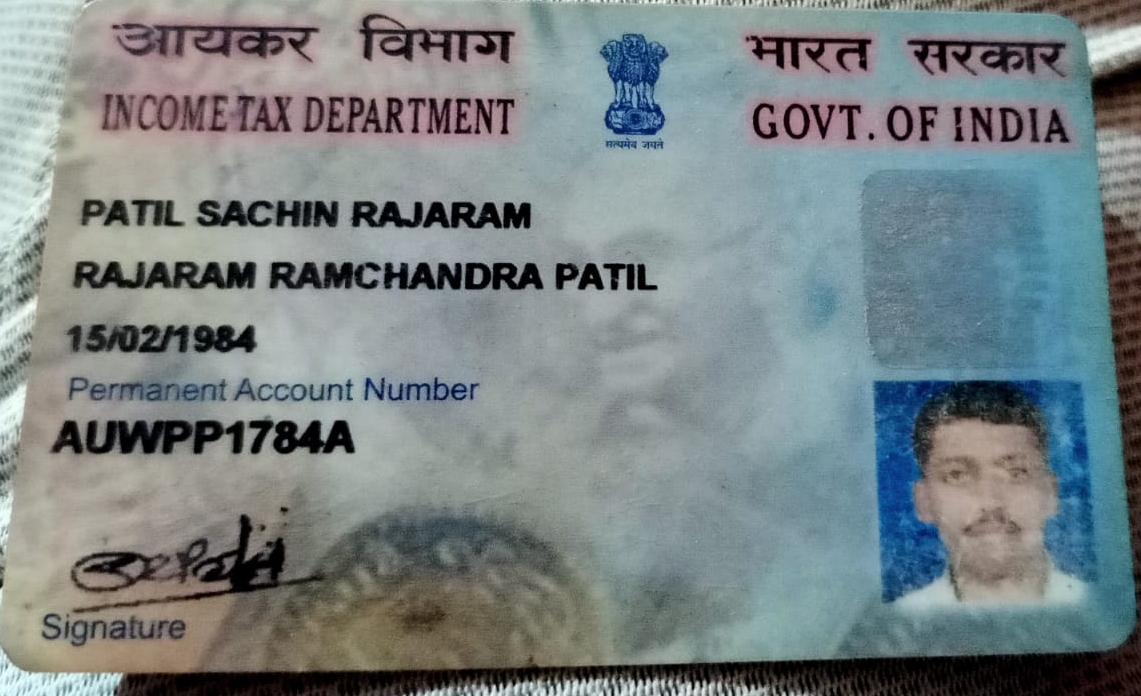 आयकर विभाग
INCOME TAX DEPARTMENT
सत्यमेव जयते
भारत सरकार
GOVT. OF INDIA
PATIL SACHIN RAJARAM
RAJARAM RAMCHANDRA PATIL
15/02/1984
Permanent Account Number
AUWPP1784A
Signature